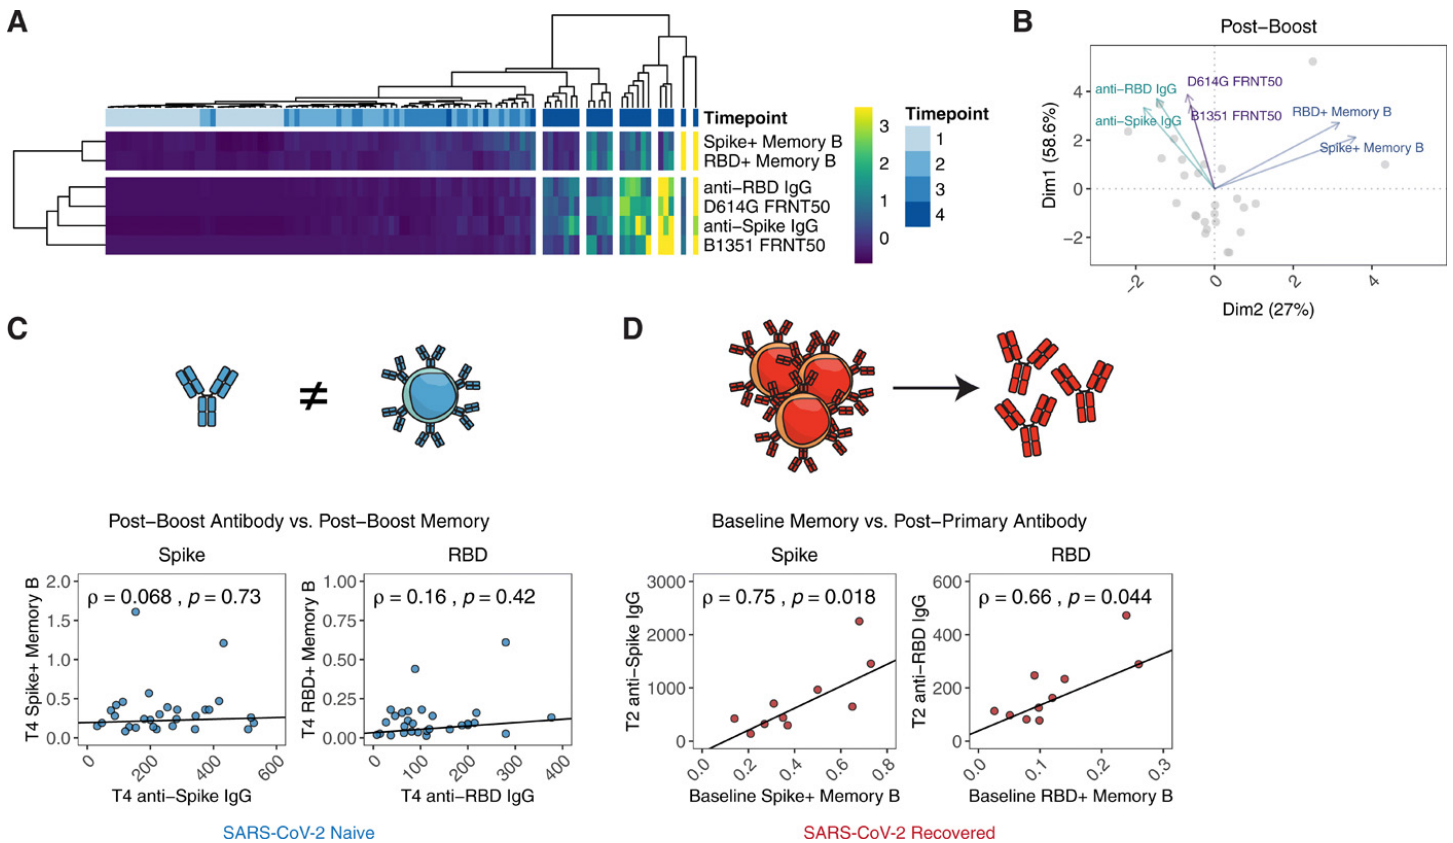 A
Timepoint
Spike+ Memory B
RBD+ Memory B
anti−RBD IgG
D614G FRNT50
anti−Spike IgG
B1351 FRNT50
3
2
1
0
Timepoint
1
2
3
4
B
Post−Boost
Dim1 (58.6%)
4
2
0
−2
anti−RBD IgG
D614G FRNT50
anti−Spike IgG
B1351 FRNT50
RBD+ Memory B
Spike+ Memory B
−2
0
2
4
Dim2 (27%)
C
≠
Post−Boost Antibody vs. Post−Boost Memory
Spike
T4 Spike+ Memory B
2.0
1.5
1.0
0.5
0.0
ρ = 0.068 , p = 0.73
0
200
400
600
T4 anti−Spike IgG
RBD
T4 RBD+ Memory B
1.00
0.75
0.50
0.25
0.00
ρ = 0.16 , p = 0.42
0
100
200
300
400
T4 anti−RBD IgG
SARS-CoV-2 Naive
D
Baseline Memory vs. Post−Primary Antibody
Spike
T2 anti−Spike IgG
3000
2000
1000
0
ρ = 0.75 , p = 0.018
0.0
0.2
0.4
0.6
0.8
Baseline Spike+ Memory B
RBD
T2 anti−RBD IgG
600
400
200
0
ρ = 0.66 , p = 0.044
0.0
0.1
0.2
0.3
Baseline RBD+ Memory B
SARS-CoV-2 Recovered